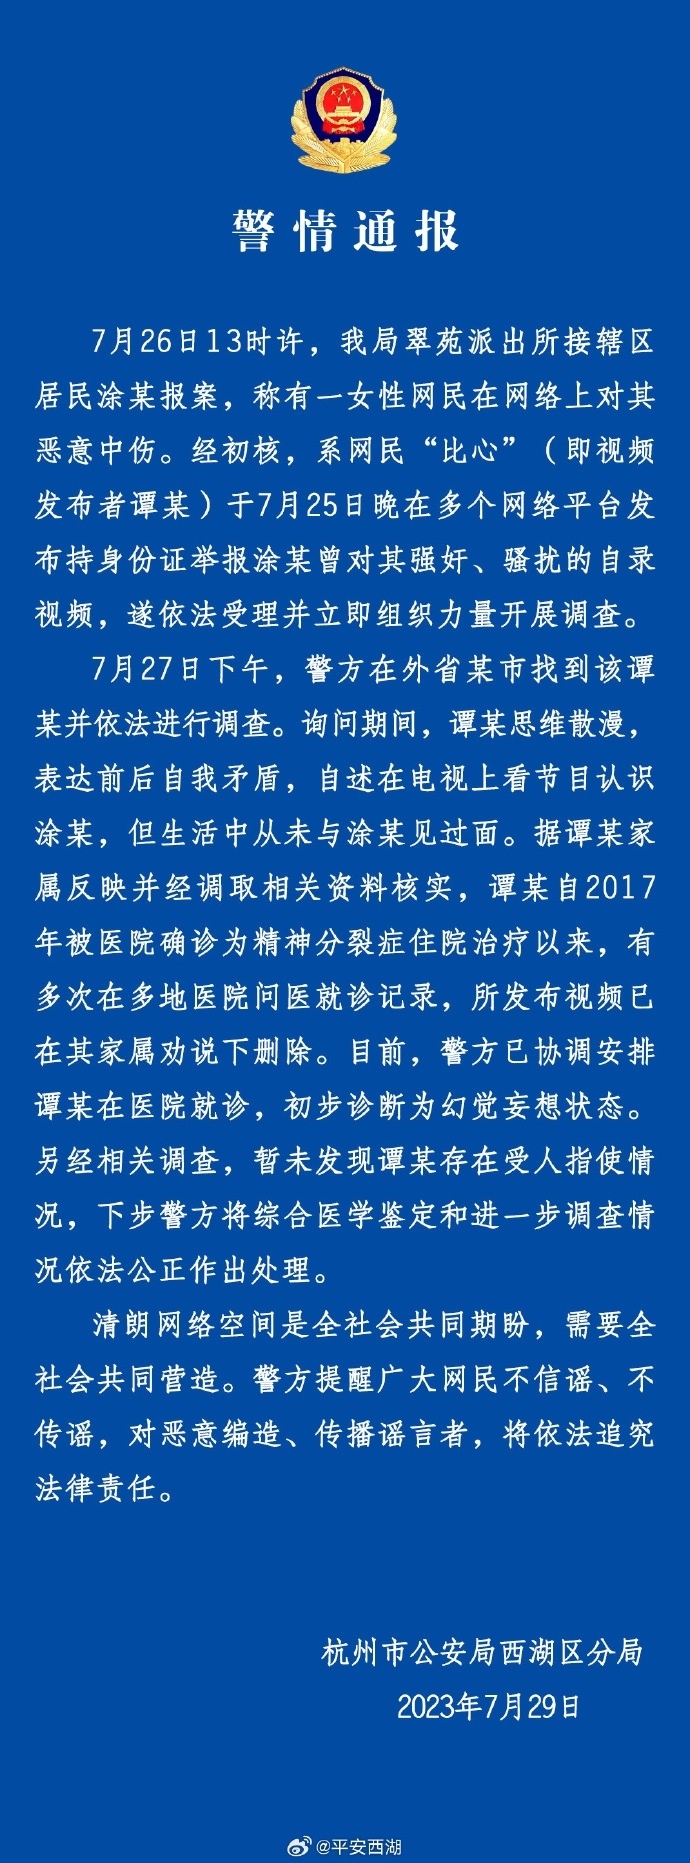 警情通报
7月26日13时许，我局翠苑派出所接辖区
居民涂某报案，称有一女性网民在网络上对其
恶意中伤。经初核，系网民“比心”（即视频
发布者谭某）于7月25日晚在多个网络平台发
布持身份证举报涂某曾对其强奸、骚扰的自录
视频，遂依法受理并立即组织力量开展调查。
7月27日下午，警方在外省某市找到该谭
某并依法进行调查。询问期间，谭某思维散漫，
表达前后自我矛盾，自述在电视上看节目认识
涂某，但生活中从未与涂某见过面。据谭某家
属反映并经调取相关资料核实，谭某自2017
年被医院确诊为精神分裂症住院治疗以来，有
多次在多地医院问医就诊记录，所发布视频已
在其家属劝说下删除。目前，警方已协调安排
谭某在医院就诊，初步诊断为幻觉妄想状态。
另经相关调查，暂未发现谭某存在受人指使情
况，下步警方将综合医学鉴定和进一步调查情
况依法公正作出处理。
清朗网络空间是全社会共同期盼，需要全
社会共同营造。警方提醒广大网民不信谣、不
传谣，对恶意编造、传播谣言者，将依法追究
法律责任。
杭州市公安局西湖区分局
2023年7月29日
@平安西湖